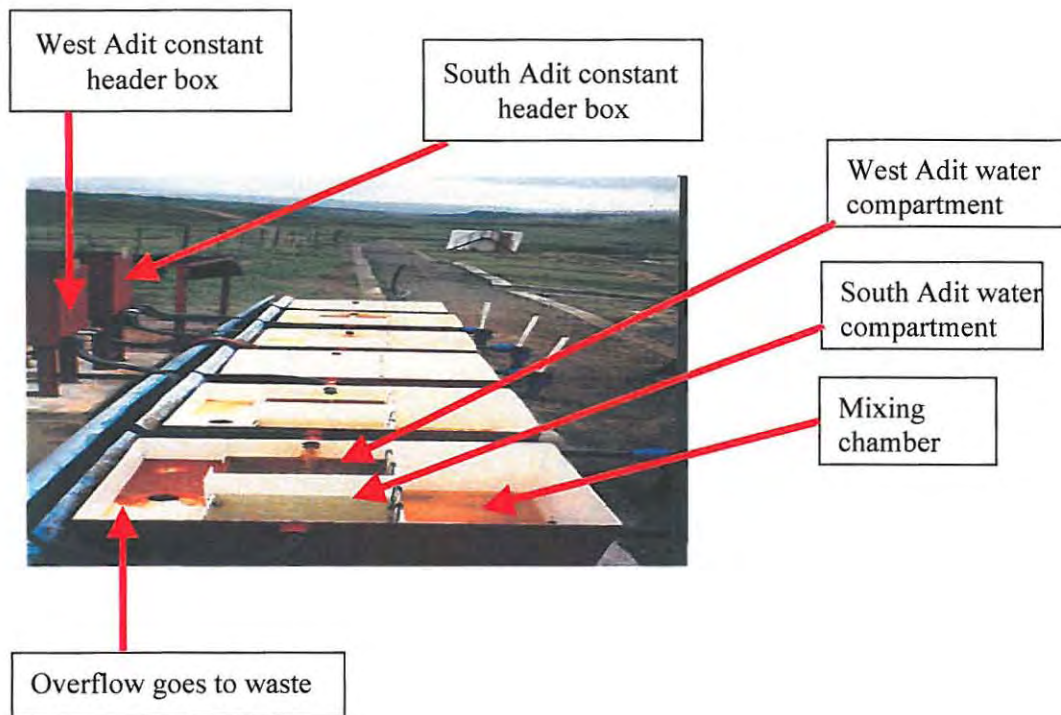 West Adit constant
header box
South Adit constant
header box
West Adit water
compartment
South Adit water
compartment
Mixing
chamber
Overflow goes to waste